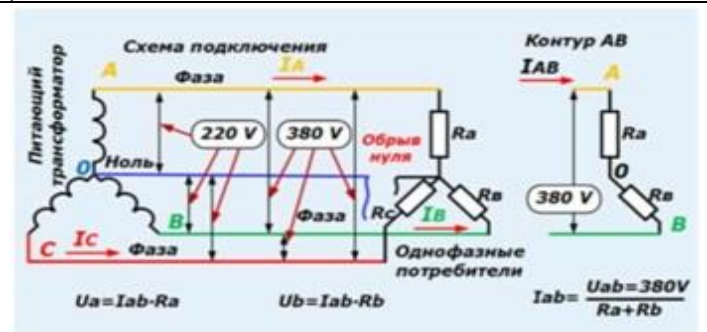 Схема подключения
Контур АВ
Питающий
трансформатор
A
Фаза
IA
IAB
A
220 V
380 V
Обрыв
нуля
Ra
Ra
0
Ноль
0
380 V
B
Фаза
Rc
IB
Rв
Rв
B
C
Ic
Фаза
Однофазные
потребители
Ua=Iab-Ra
Ub=Iab-Rb
Iab=
Uab=380V
Ra+Rb